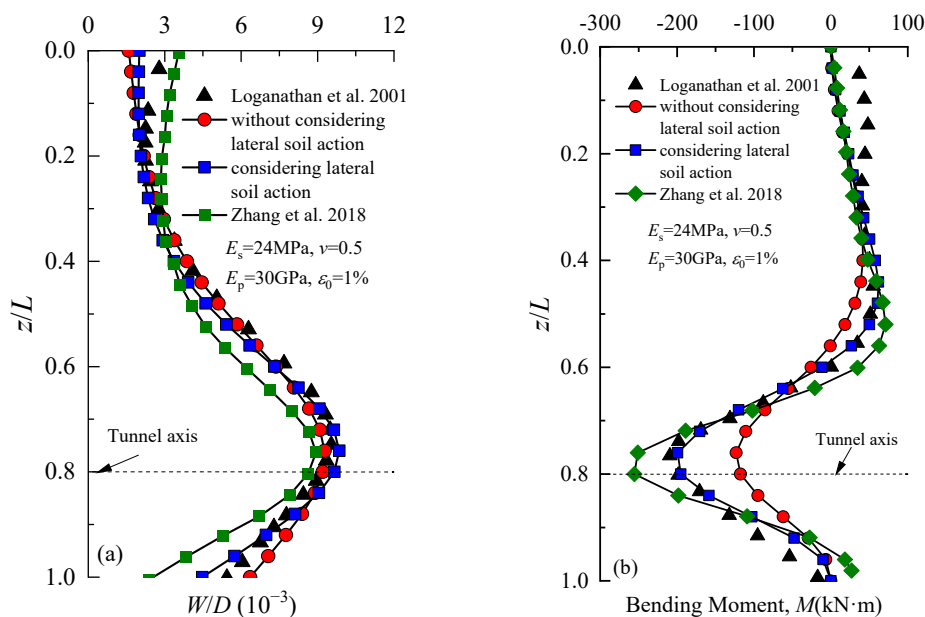 0 3 6 9 12
0.0
0.2
0.4
0.6
0.8
1.0
z/L
Loganathan et al. 2001
without considering
lateral soil action
considering lateral
soil action
Zhang et al. 2018
Eₛ=24MPa, ν=0.5
Eₚ=30GPa, ε₀=1%
Tunnel axis
(a)
W/D (10⁻³)
-300 -200 -100 0 100
0.0
0.2
0.4
0.6
0.8
1.0
z/L
Loganathan et al. 2001
without considering
lateral soil action
considering lateral
soil action
Zhang et al. 2018
Eₛ=24MPa, ν=0.5
Eₚ=30GPa, ε₀=1%
Tunnel axis
(b)
Bending Moment, M(kN·m)